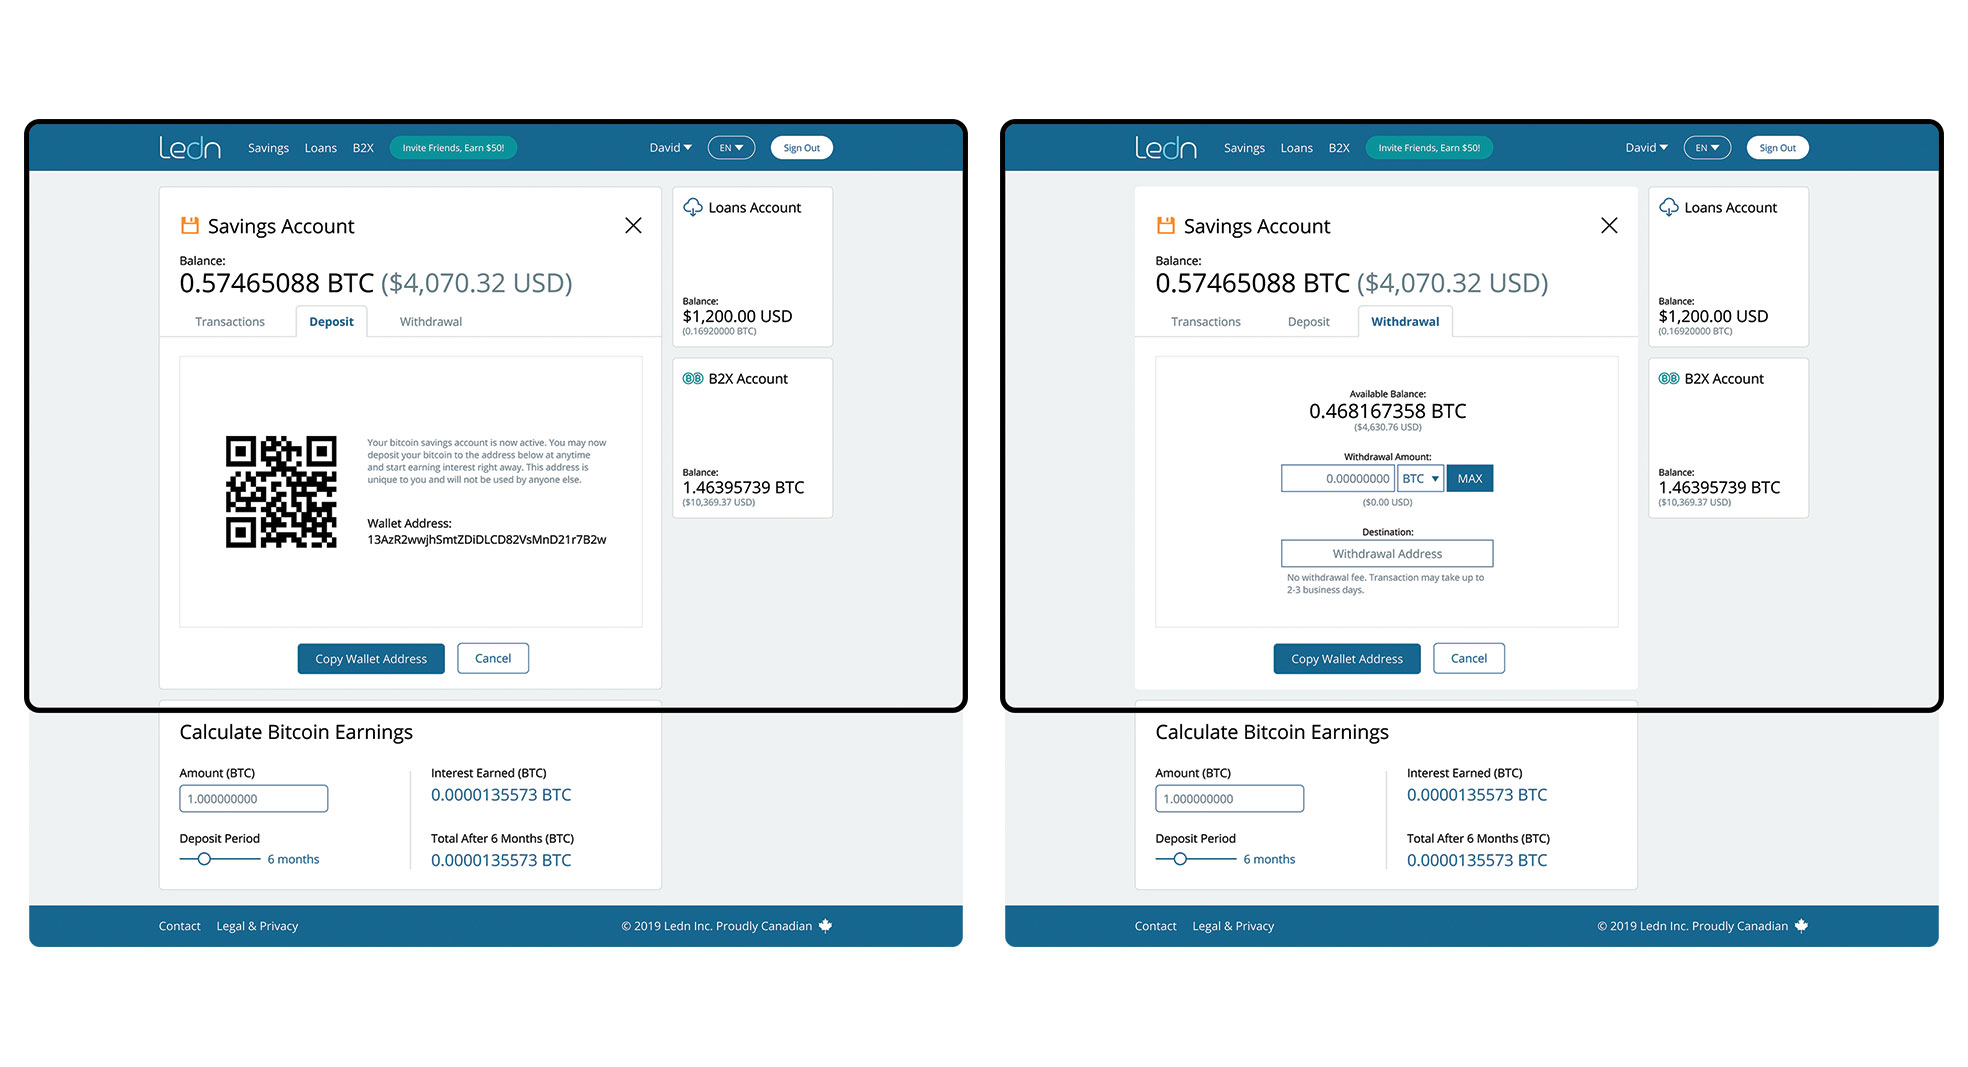 Ledn Savings Loans B2X Invite Friends, Earn $50! David EN Sign Out
Savings Account
Balance:
0.57465088 BTC ($4,070.32 USD)
Transactions Deposit Withdrawal
Your bitcoin savings account is now active. You may now
deposit your bitcoin to the address below at anytime
and start earning interest right away. This address is
unique to you and will not be used by anyone else.
Wallet Address:
13AzR2wwjhSmtZDiDLCD82VsMnD21r7B2w
Copy Wallet Address Cancel
Loans Account
Balance:
$1,200.00 USD
(0.16920000 BTC)
BB B2X Account
Balance:
1.46395739 BTC
($10,369.37 USD)
Calculate Bitcoin Earnings
Amount (BTC)
1.000000000
Deposit Period
6 months
Interest Earned (BTC)
0.0000135573 BTC
Total After 6 Months (BTC)
0.0000135573 BTC
Contact Legal & Privacy © 2019 Ledn Inc. Proudly Canadian
Ledn Savings Loans B2X Invite Friends, Earn $50! David EN Sign Out
Savings Account
Balance:
0.57465088 BTC ($4,070.32 USD)
Transactions Deposit Withdrawal
Available Balance:
0.468167358 BTC
($4,630.76 USD)
Withdrawal Amount:
0.00000000 BTC MAX
($0.00 USD)
Destination:
Withdrawal Address
No withdrawal fee. Transaction may take up to
2-3 business days.
Copy Wallet Address Cancel
Loans Account
Balance:
$1,200.00 USD
(0.16920000 BTC)
BB B2X Account
Balance:
1.46395739 BTC
($10,369.37 USD)
Calculate Bitcoin Earnings
Amount (BTC)
1.000000000
Deposit Period
6 months
Interest Earned (BTC)
0.0000135573 BTC
Total After 6 Months (BTC)
0.0000135573 BTC
Contact Legal & Privacy © 2019 Ledn Inc. Proudly Canadian